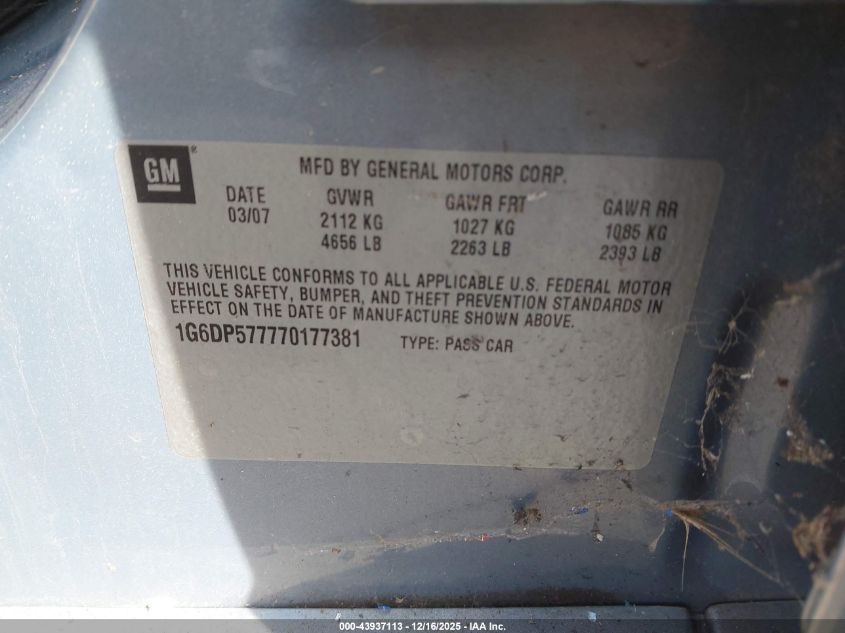 GM®
MFD BY GENERAL MOTORS CORP.
DATE GVWR GAWR FRT GAWR RR
03/07 2112 KG 1027 KG 1085 KG
4656 LB 2263 LB 2393 LB
THIS VEHICLE CONFORMS TO ALL APPLICABLE U.S. FEDERAL MOTOR
VEHICLE SAFETY, BUMPER, AND THEFT PREVENTION STANDARDS IN
EFFECT ON THE DATE OF MANUFACTURE SHOWN ABOVE.
1G6DP577770177381 TYPE: PASS CAR
000-43937113 - 12/16/2025 - IAA Inc.